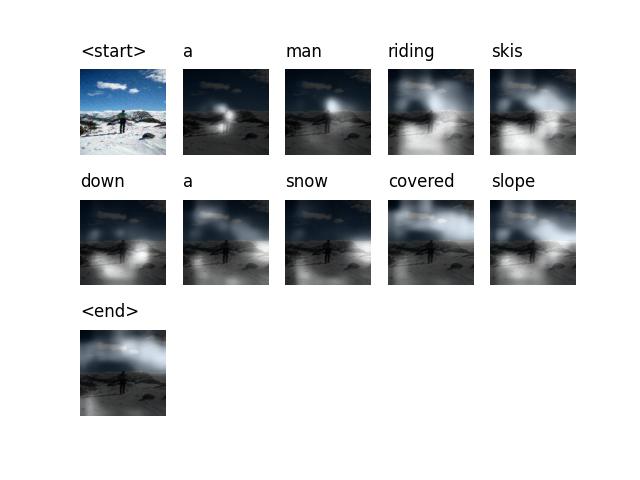 <start> a man riding skis
down a snow covered slope
<end>